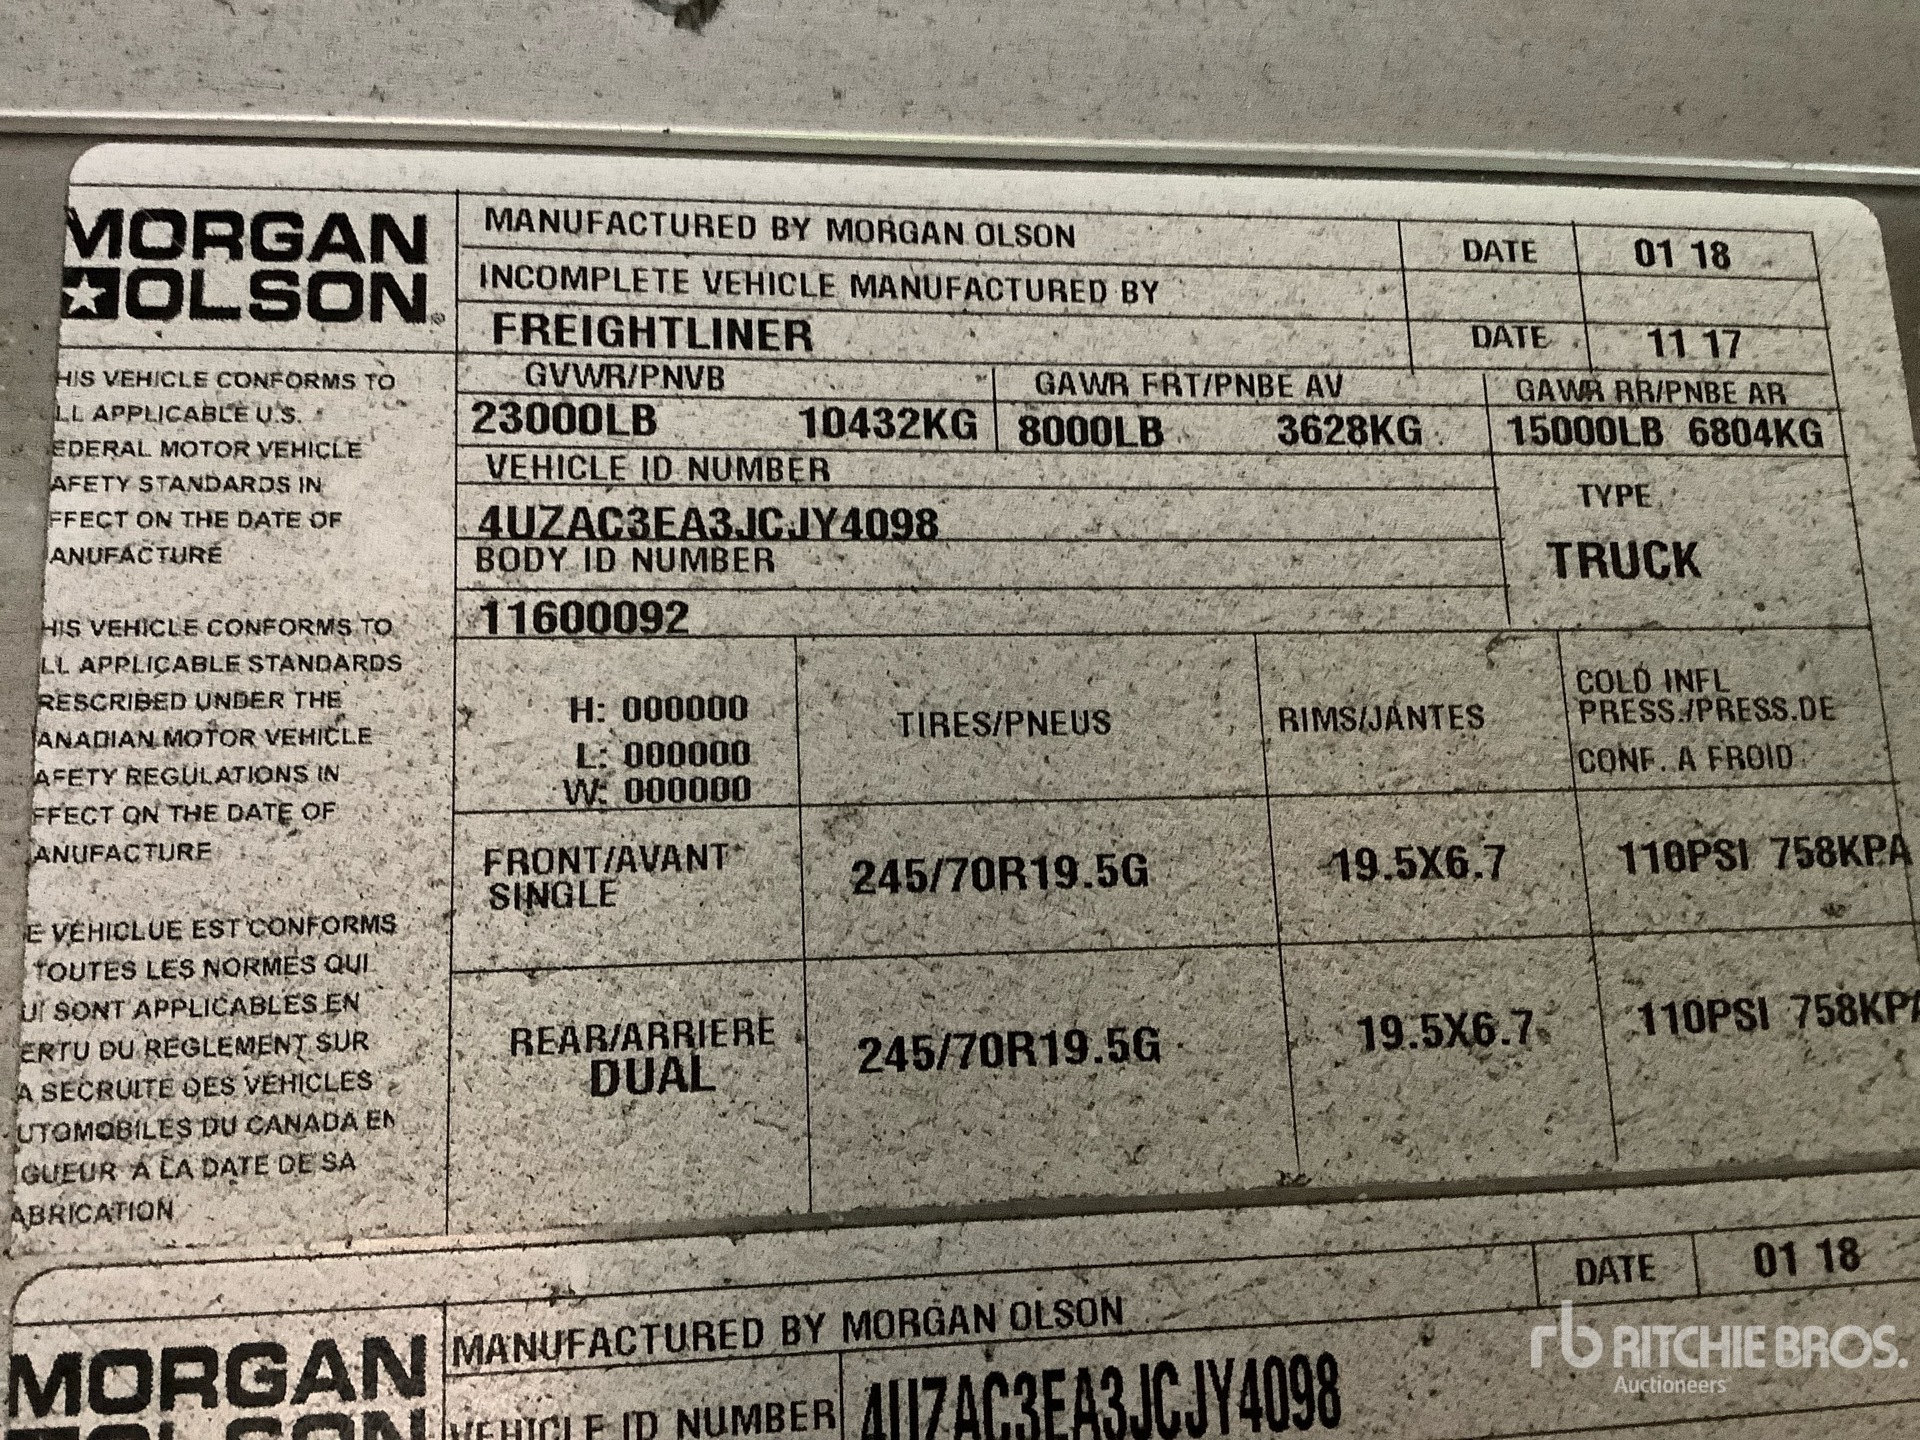 MORGAN
OLSON®
MANUFACTURED BY MORGAN OLSON DATE 01 18
INCOMPLETE VEHICLE MANUFACTURED BY
FREIGHTLINER DATE 11 17
GVWR/PNVB GAWR FRT/PNBE AV GAWR RR/PNBE AR
23000LB 10432KG 8000LB 3628KG 15000LB 6804KG
VEHICLE ID NUMBER
4UZAC3EA3JCJY4098
BODY ID NUMBER
11600092
TYPE
TRUCK
HIS VEHICLE CONFORMS TO
LL APPLICABLE U.S.
EDERAL MOTOR VEHICLE
AFETY STANDARDS IN
FFECT ON THE DATE OF
ANUFACTURE
HIS VEHICLE CONFORMS TO
LL APPLICABLE STANDARDS
RESCRIBED UNDER THE
ANADIAN MOTOR VEHICLE
AFETY REGULATIONS IN
FFECT ON THE DATE OF
ANUFACTURE
E VEHICLUE EST CONFORMS
TOUTES LES NORMES QUI
UI SONT APPLICABLES EN
ERTU DU REGLEMENT SUR
A SECRUITE DES VEHICLES
UTOMOBILES DU CANADA EN
IGUEUR A LA DATE DE SA
ABRICATION
H: 000000
L: 000000
W: 000000
TIRES/PNEUS
RIMS/JANTES
COLD INFL
PRESS./PRESS.DE
CONF. A FROID
FRONT/AVANT
SINGLE
245/70R19.5G 19.5X6.7 110PSI 758KPA
REAR/ARRIERE
DUAL
245/70R19.5G 19.5X6.7 110PSI 758KPA
MORGAN
OLSON
MANUFACTURED BY MORGAN OLSON DATE 01 18
VEHICLE ID NUMBER 4UZAC3EA3JCJY4098
rb RITCHIE BROS.
Auctioneers